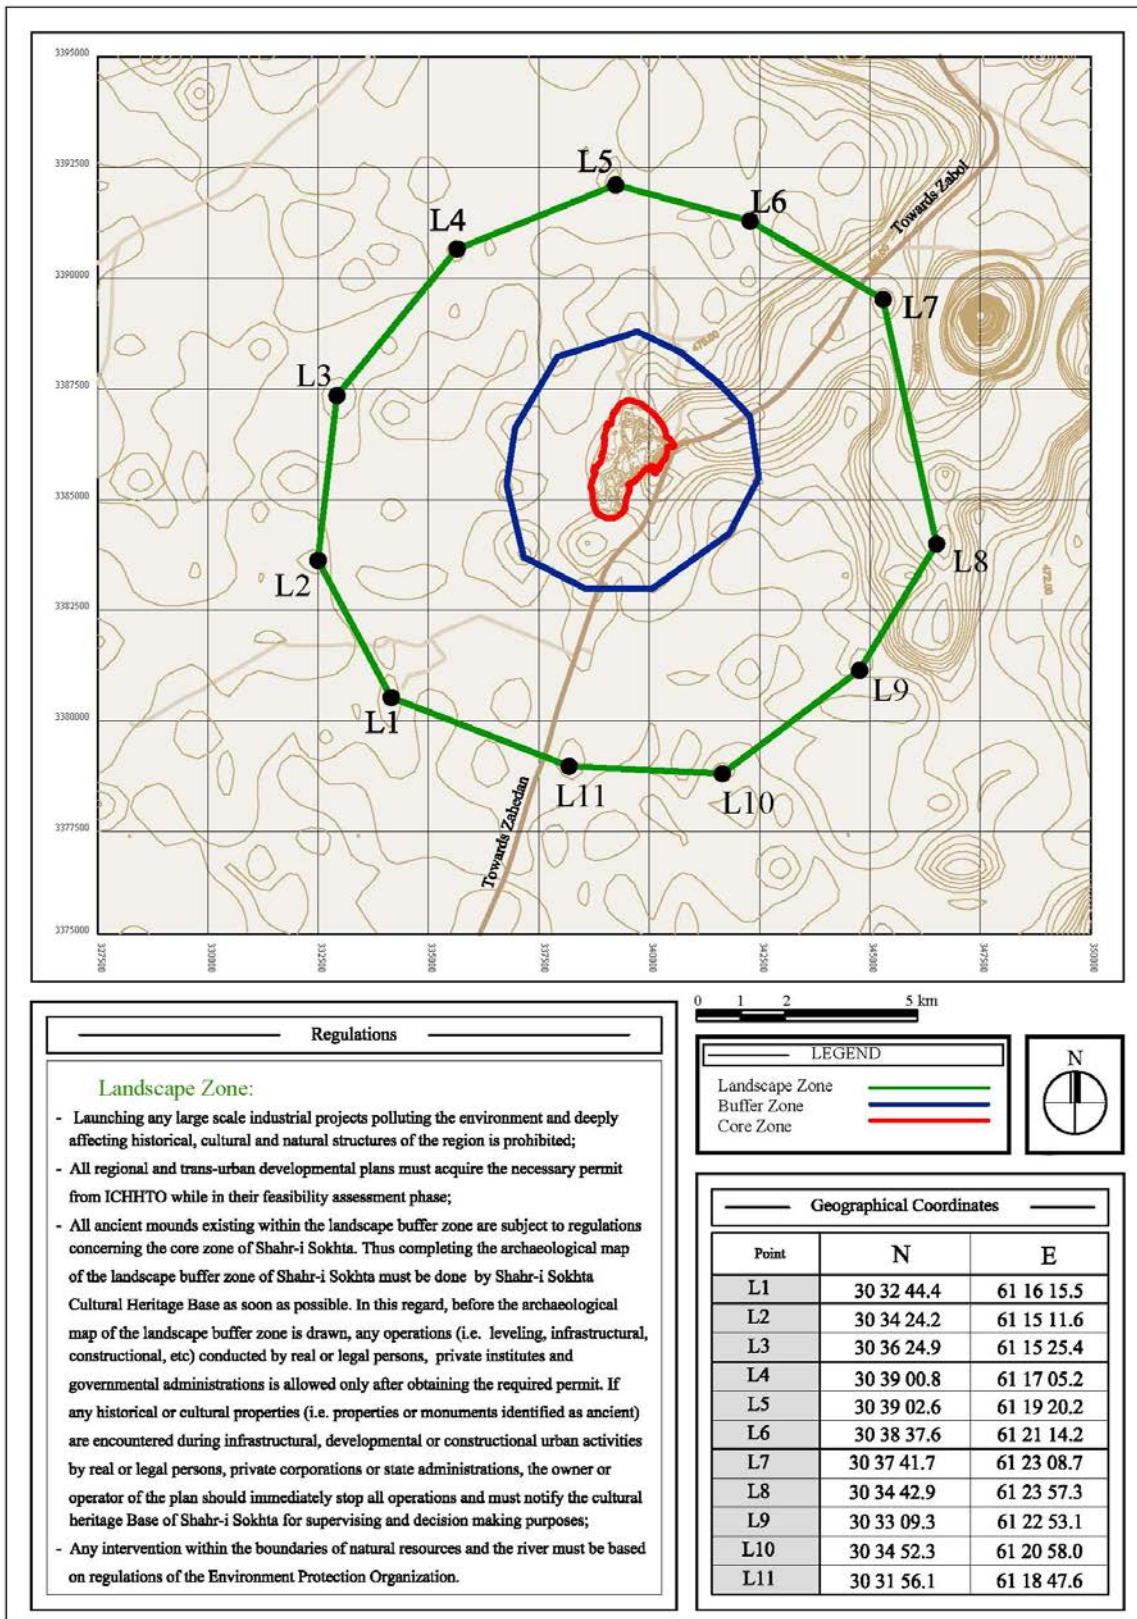 3395000
3392500
3390000
3387500
3385000
3382500
3380000
3377500
3375000
327500
330000
332500
335000
337500
340000
342500
345000
347500
350000
L5
L6
L4
Towards Zabol
L7
L3
475.00
L8
472.00
L2
L9
L1
L11
L10
Towards Zahedan
Regulations
Landscape Zone:
- Launching any large scale industrial projects polluting the environment and deeply
affecting historical, cultural and natural structures of the region is prohibited;
- All regional and trans-urban developmental plans must acquire the necessary permit
from ICHHTO while in their feasibility assessment phase;
- All ancient mounds existing within the landscape buffer zone are subject to regulations
concerning the core zone of Shahr-i Sokhta. Thus completing the archaeological map
of the landscape buffer zone of Shahr-i Sokhta must be done by Shahr-i Sokhta
Cultural Heritage Base as soon as possible. In this regard, before the archaeological
map of the landscape buffer zone is drawn, any operations (i.e. leveling, infrastructural,
constructional, etc) conducted by real or legal persons, private institutes and
governmental administrations is allowed only after obtaining the required permit. If
any historical or cultural properties (i.e. properties or monuments identified as ancient)
are encountered during infrastructural, developmental or constructional urban activities
by real or legal persons, private corporations or state administrations, the owner or
operator of the plan should immediately stop all operations and must notify the cultural
heritage Base of Shahr-i Sokhta for supervising and decision making purposes;
- Any intervention within the boundaries of natural resources and the river must be based
on regulations of the Environment Protection Organization.
0 1 2 5 km
LEGEND
Landscape Zone
Buffer Zone
Core Zone
N
Geographical Coordinates
Point N E
L1 30 32 44.4 61 16 15.5
L2 30 34 24.2 61 15 11.6
L3 30 36 24.9 61 15 25.4
L4 30 39 00.8 61 17 05.2
L5 30 39 02.6 61 19 20.2
L6 30 38 37.6 61 21 14.2
L7 30 37 41.7 61 23 08.7
L8 30 34 42.9 61 23 57.3
L9 30 33 09.3 61 22 53.1
L10 30 34 52.3 61 20 58.0
L11 30 31 56.1 61 18 47.6